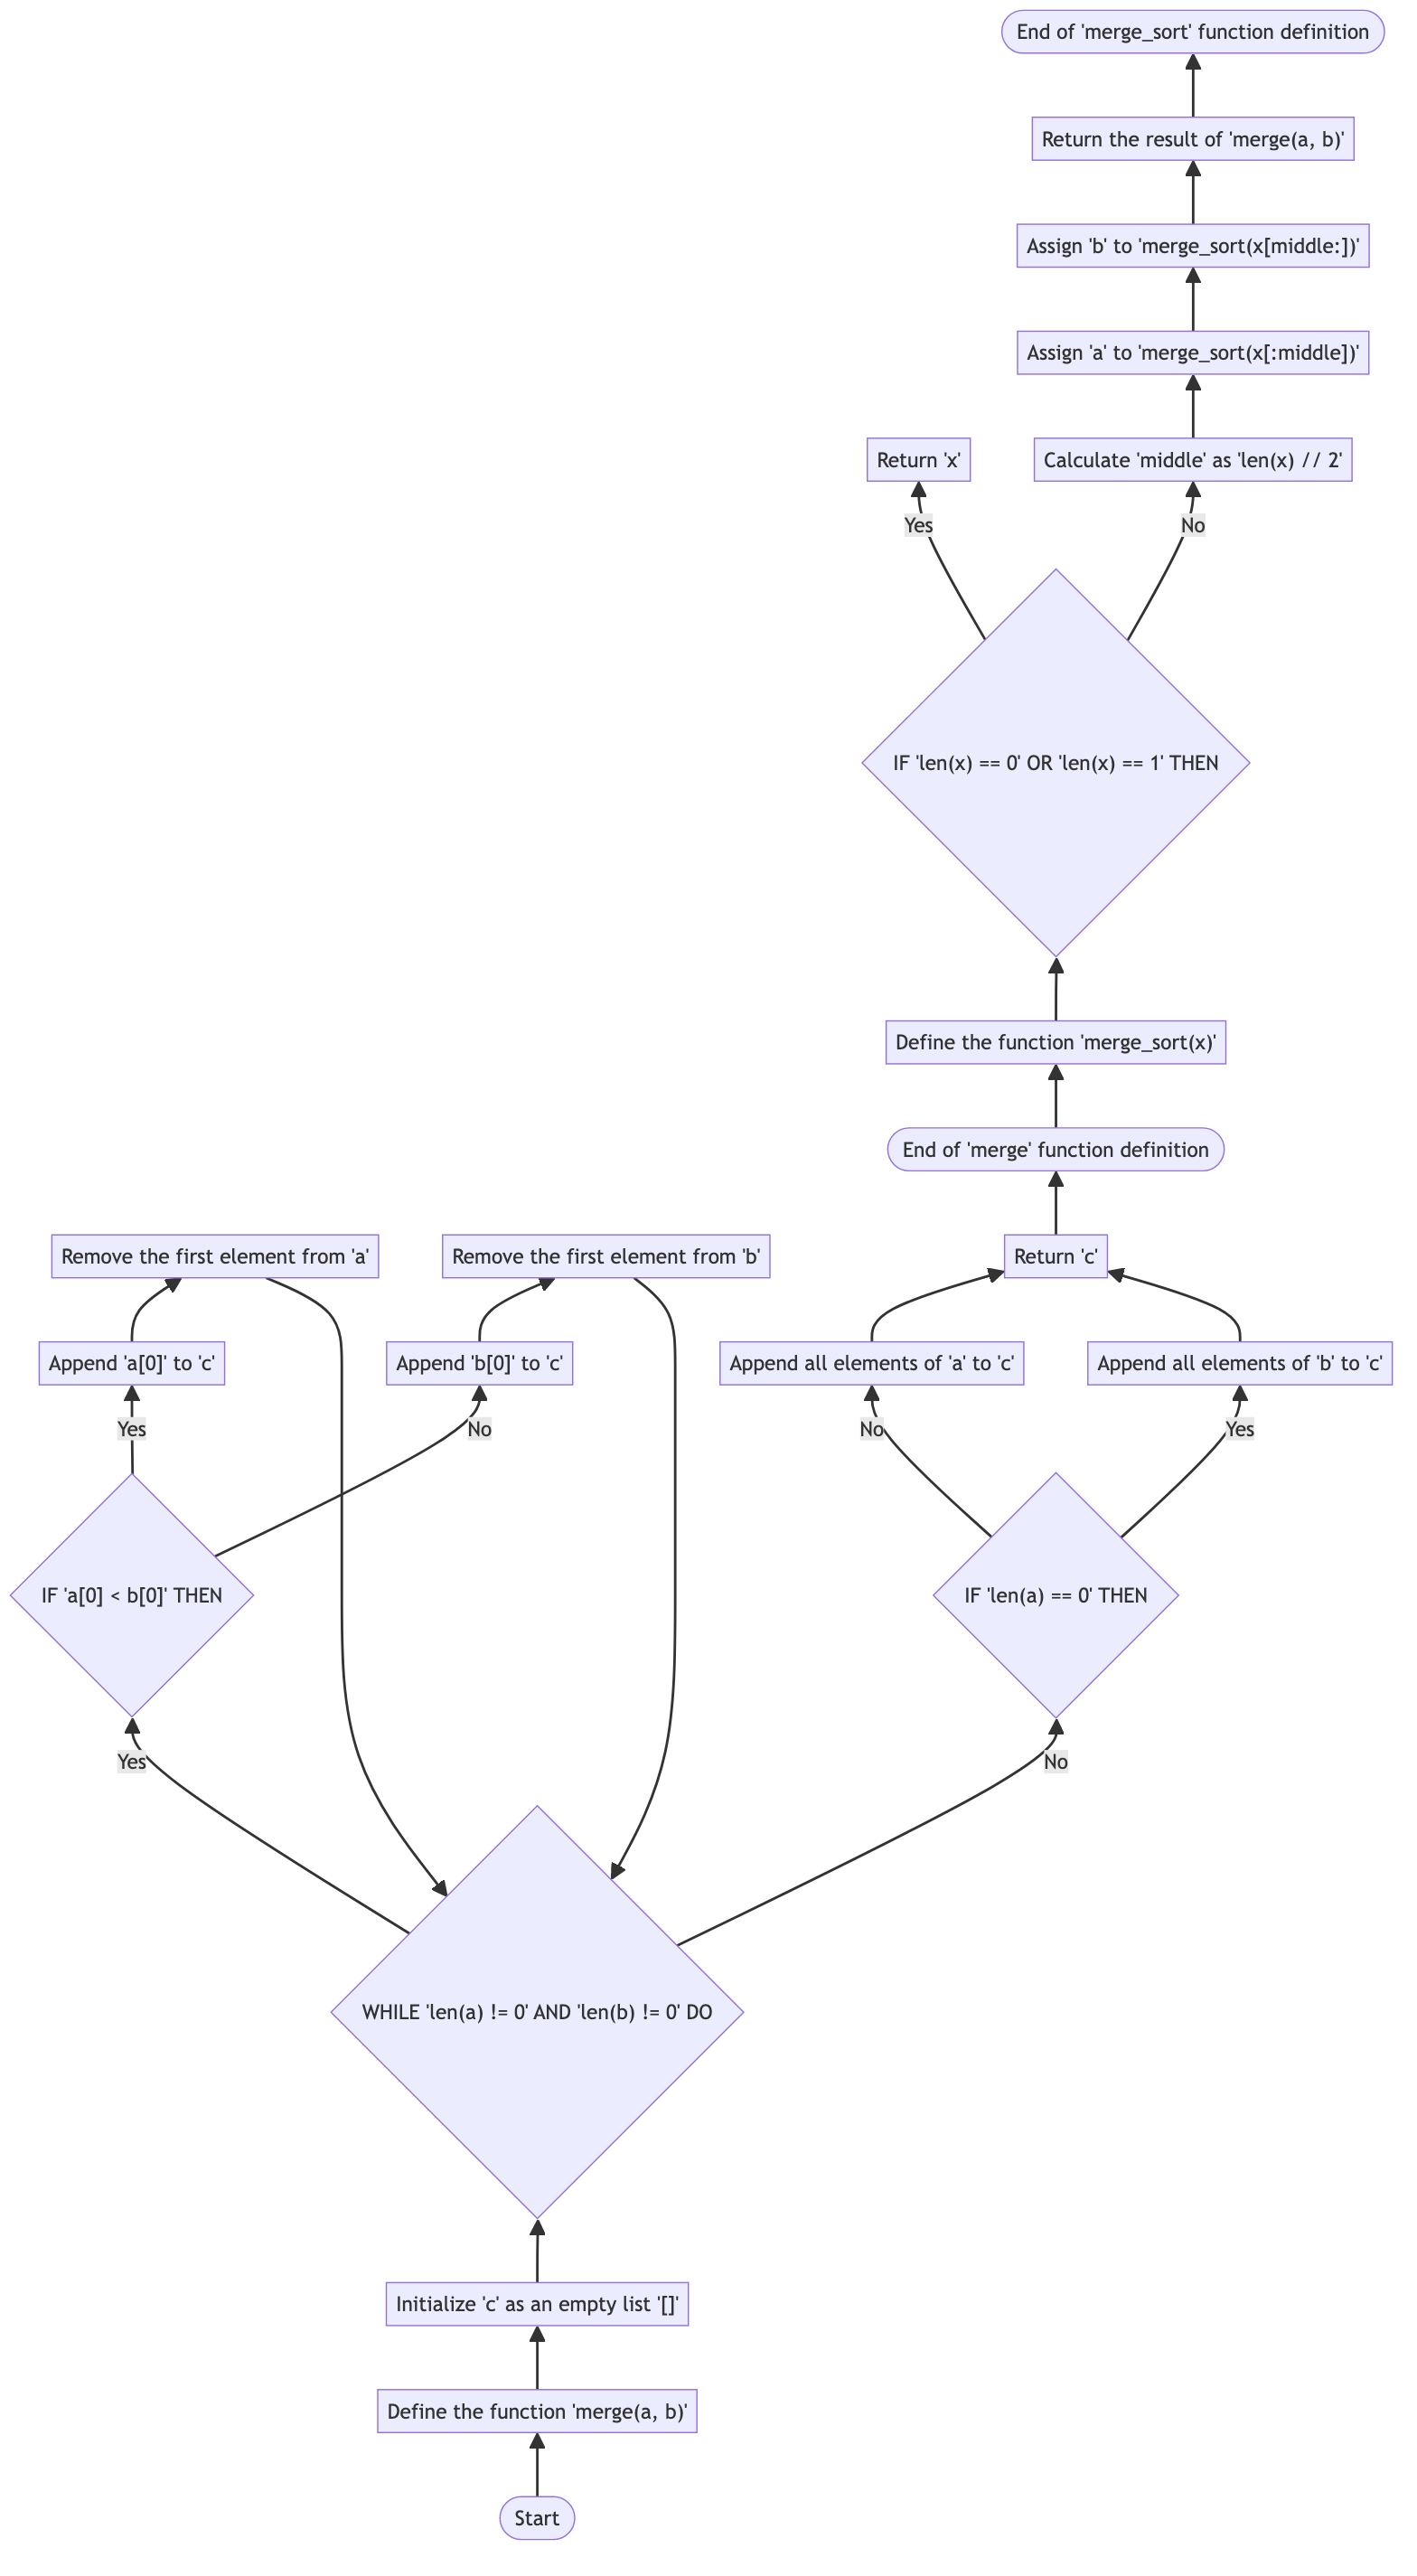 End of 'merge_sort' function definition
Return the result of 'merge(a, b)'
Assign 'b' to 'merge_sort(x[middle:])'
Assign 'a' to 'merge_sort(x[:middle])'
Return 'x'
Calculate 'middle' as 'len(x) // 2'
Yes
No
IF 'len(x) == 0' OR 'len(x) == 1' THEN
Define the function 'merge_sort(x)'
End of 'merge' function definition
Remove the first element from 'a'
Remove the first element from 'b'
Return 'c'
Append 'a[0]' to 'c'
Append 'b[0]' to 'c'
Append all elements of 'a' to 'c'
Append all elements of 'b' to 'c'
Yes
No
No
Yes
IF 'a[0] < b[0]' THEN
IF 'len(a) == 0' THEN
Yes
No
WHILE 'len(a) != 0' AND 'len(b) != 0' DO
Initialize 'c' as an empty list '[]'
Define the function 'merge(a, b)'
Start